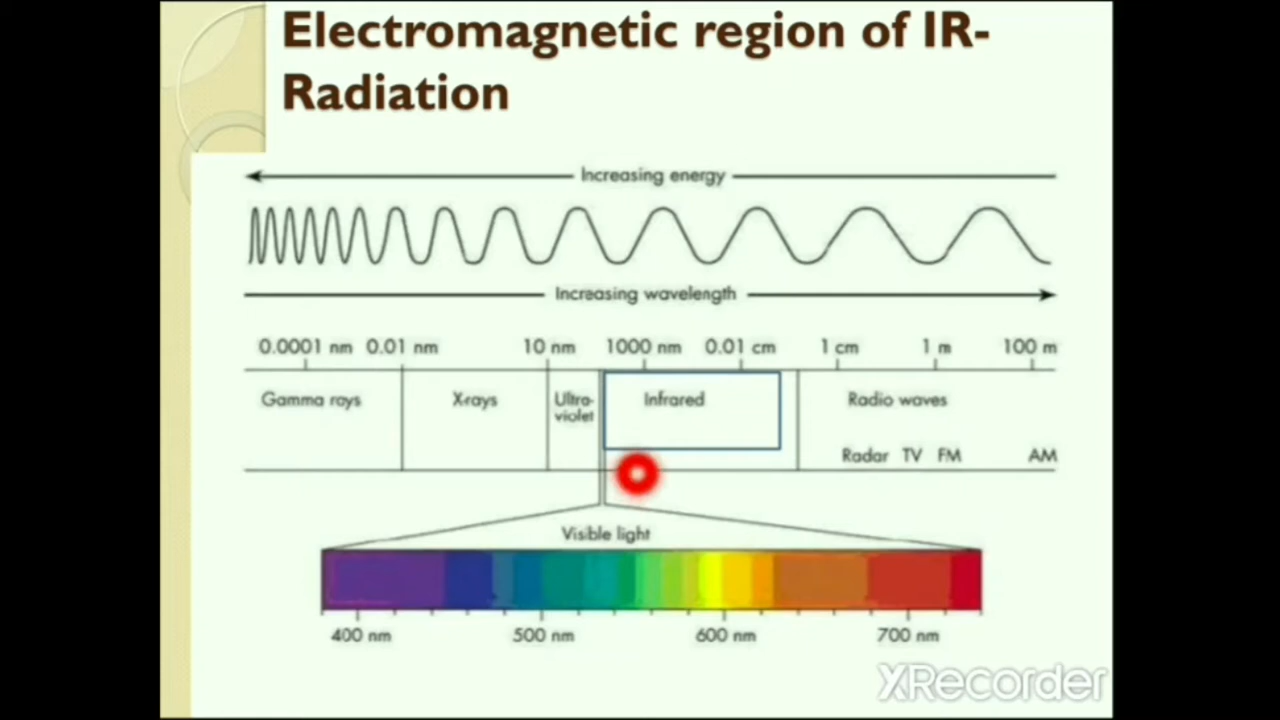 Electromagnetic region of IR-
Radiation
Increasing energy
Increasing wavelength
0.0001 nm 0.01 nm 10 nm 1000 nm 0.01 cm 1 cm 1 m 100 m
Gamma rays X-rays Ultra- Infrared Radio waves
violet
Radar TV FM AM
Visible light
400 nm 500 nm 600 nm 700 nm
XRecorder